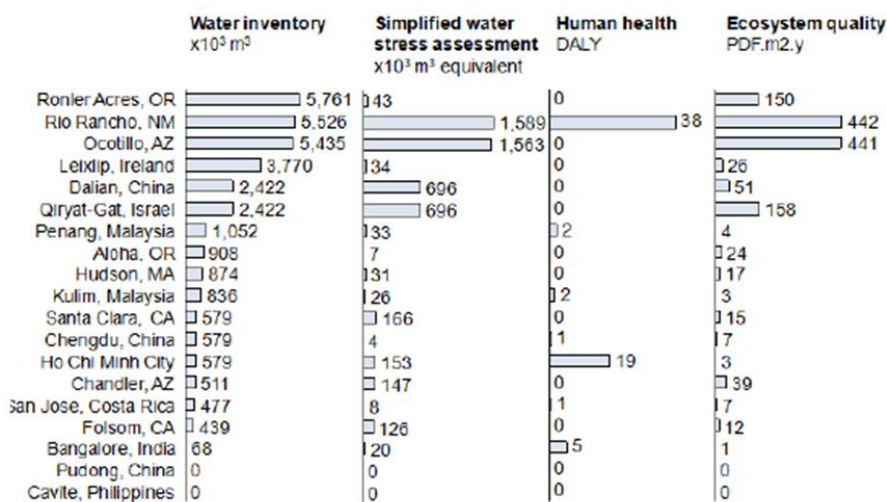 Water inventory Simplified water Human health Ecosystem quality
x10³ m³ stress assessment DALY PDF.m2.y
x10³ m³ equivalent
Ronler Acres, OR 5,761 43 0 150
Rio Rancho, NM 5,526 1,589 38 442
Ocotillo, AZ 5,435 1,563 0 441
Leixlip, Ireland 3,770 34 0 26
Dalian, China 2,422 696 0 51
Qiryat-Gat, Israel 2,422 696 0 158
Penang, Malaysia 1,052 33 2 4
Aloha, OR 908 7 0 24
Hudson, MA 874 31 0 17
Kulim, Malaysia 836 26 2 3
Santa Clara, CA 579 166 0 15
Chengdu, China 579 4 1 7
Ho Chi Minh City 579 153 19 3
Chandler, AZ 511 147 0 39
San Jose, Costa Rica 477 8 1 7
Folsom, CA 439 126 0 12
Bangalore, India 68 20 5 1
Pudong, China 0 0 0 0
Cavite, Philippines 0 0 0 0